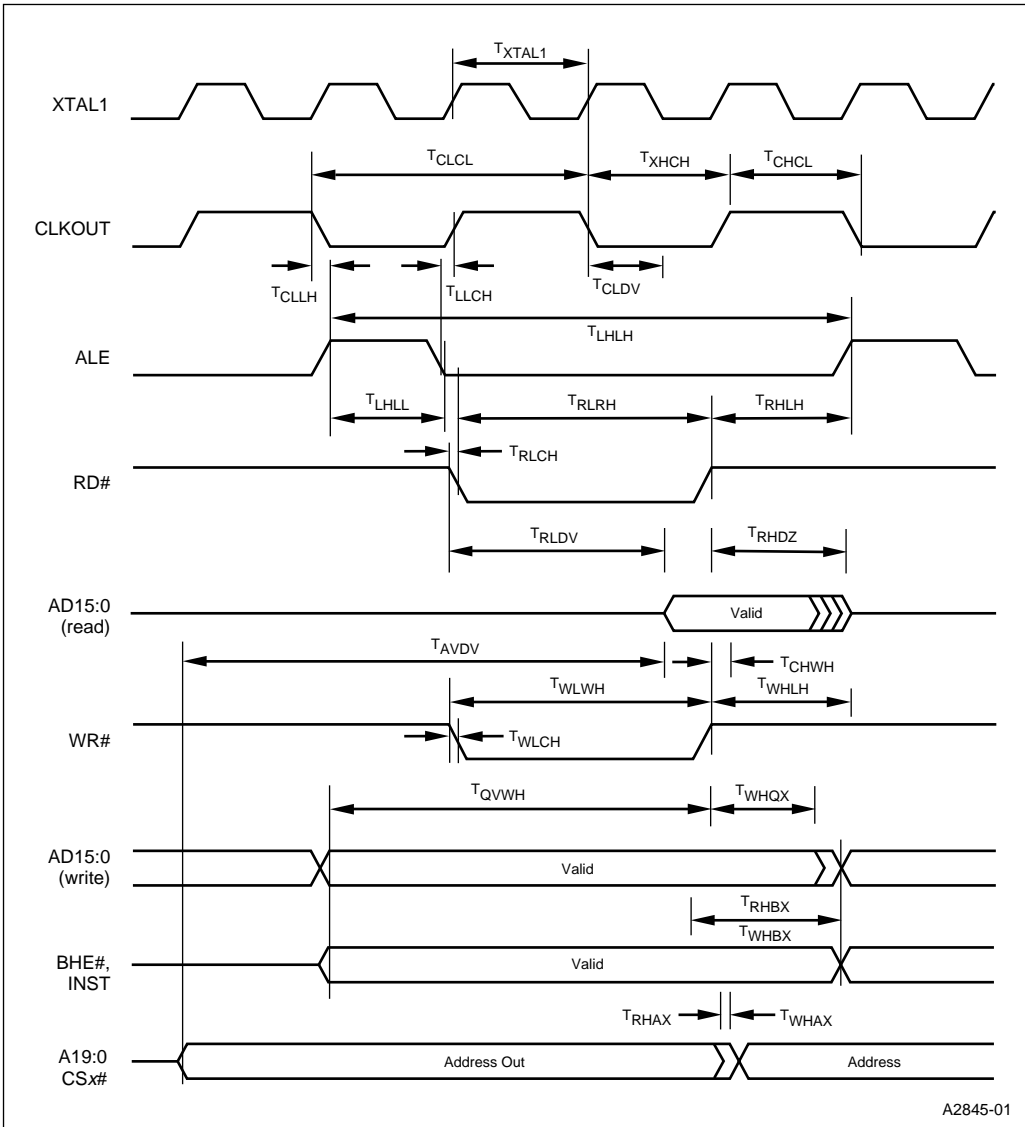 TXTAL1
XTAL1
TCLCL
TXHCH
TCHCL
CLKOUT
TCLLH
TLLCH
TCLDV
TLHLH
ALE
TLHLL
TRLRH
TRHLH
TRLCH
RD#
TRLDV
TRHDZ
AD15:0
(read)
Valid
TAVDV
TCHWH
TWLWH
TWHLH
WR#
TWLCH
TQVWH
TWHQX
AD15:0
(write)
Valid
TRHBX
TWHBX
BHE#,
INST
Valid
TRHAX
TWHAX
A19:0
CSx#
Address Out
Address
A2845-01